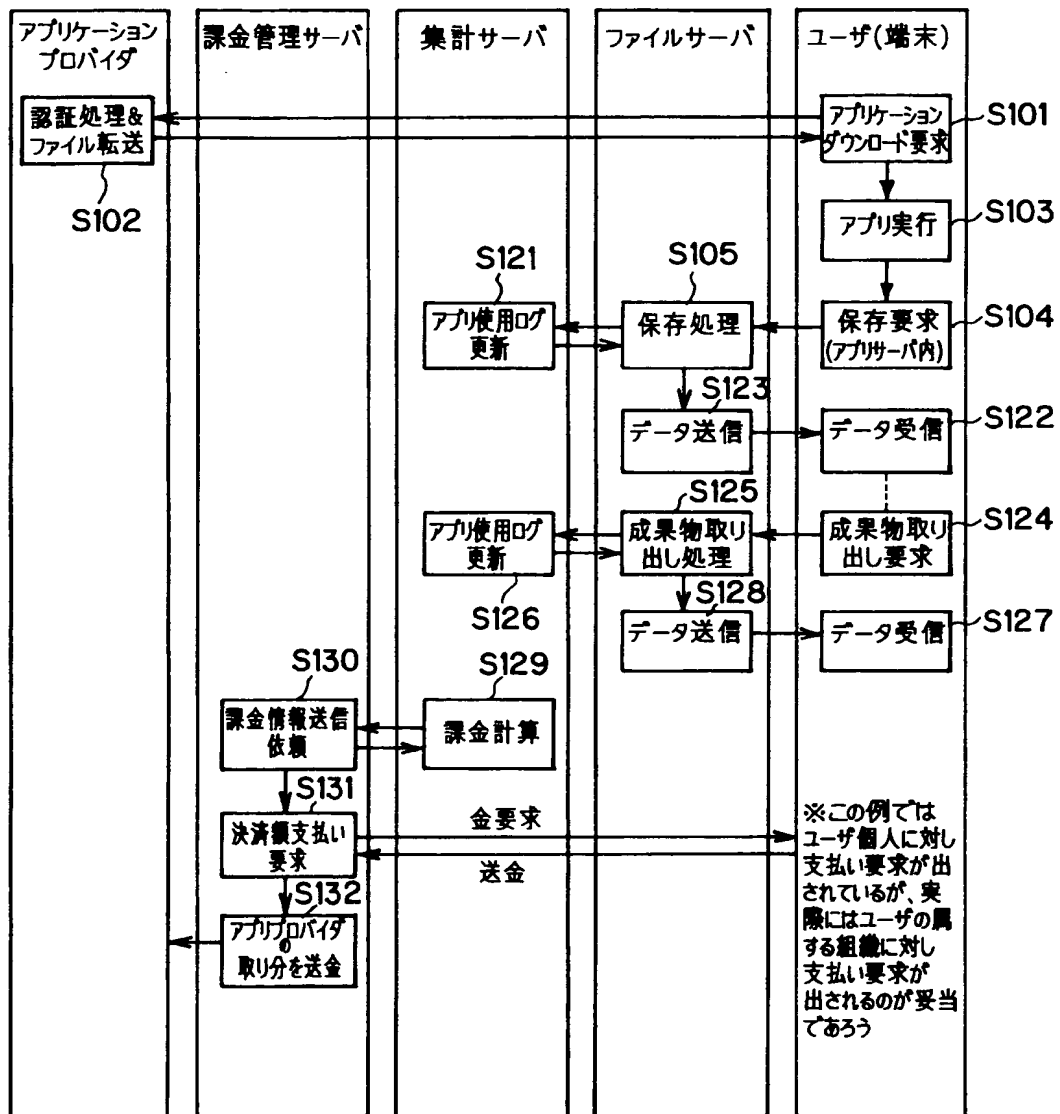 アプリケーション
プロバイダ
課金管理サーバ
集計サーバ
ファイルサーバ
ユーザ(端末)
認証処理&
ファイル転送
S102
アプリケーション
ダウンロード要求
S101
アプリ実行
S103
S121
アプリ使用ログ
更新
S105
保存処理
保存要求
(アプリサーバ内)
S104
S123
データ送信
データ受信
S122
アプリ使用ログ
更新
S126
S125
成果物取り
出し処理
成果物取り
出し要求
S124
S128
データ送信
データ受信
S127
S130
課金情報送信
依頼
S129
課金計算
S131
決済額支払い
要求
金要求
送金
S132
アプリプロバイダ
の
取り分を送金
※この例では
ユーザ個人に対し
支払い要求が出
されているが、実
際にはユーザの属
する組織に対し
支払い要求が
出されるのが妥当
であろう